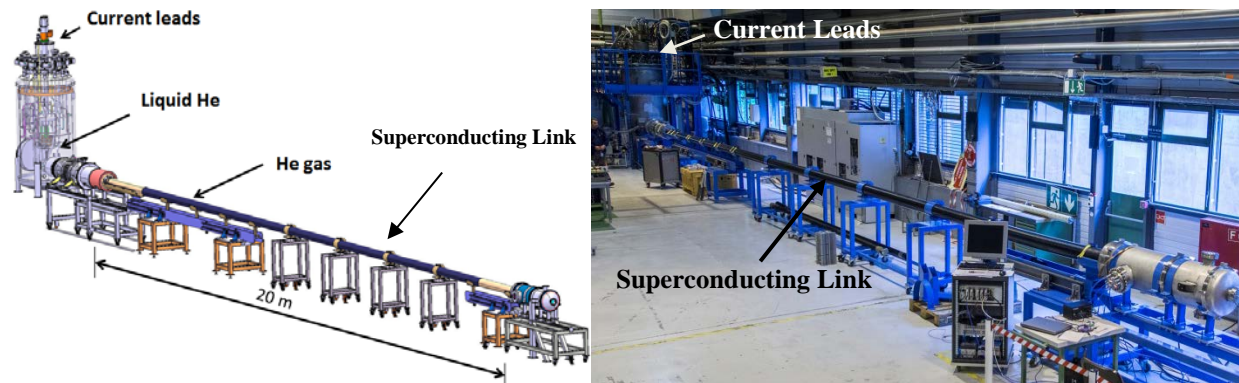 Current leads
Liquid He
He gas
Superconducting Link
20 m
Current Leads
Superconducting Link